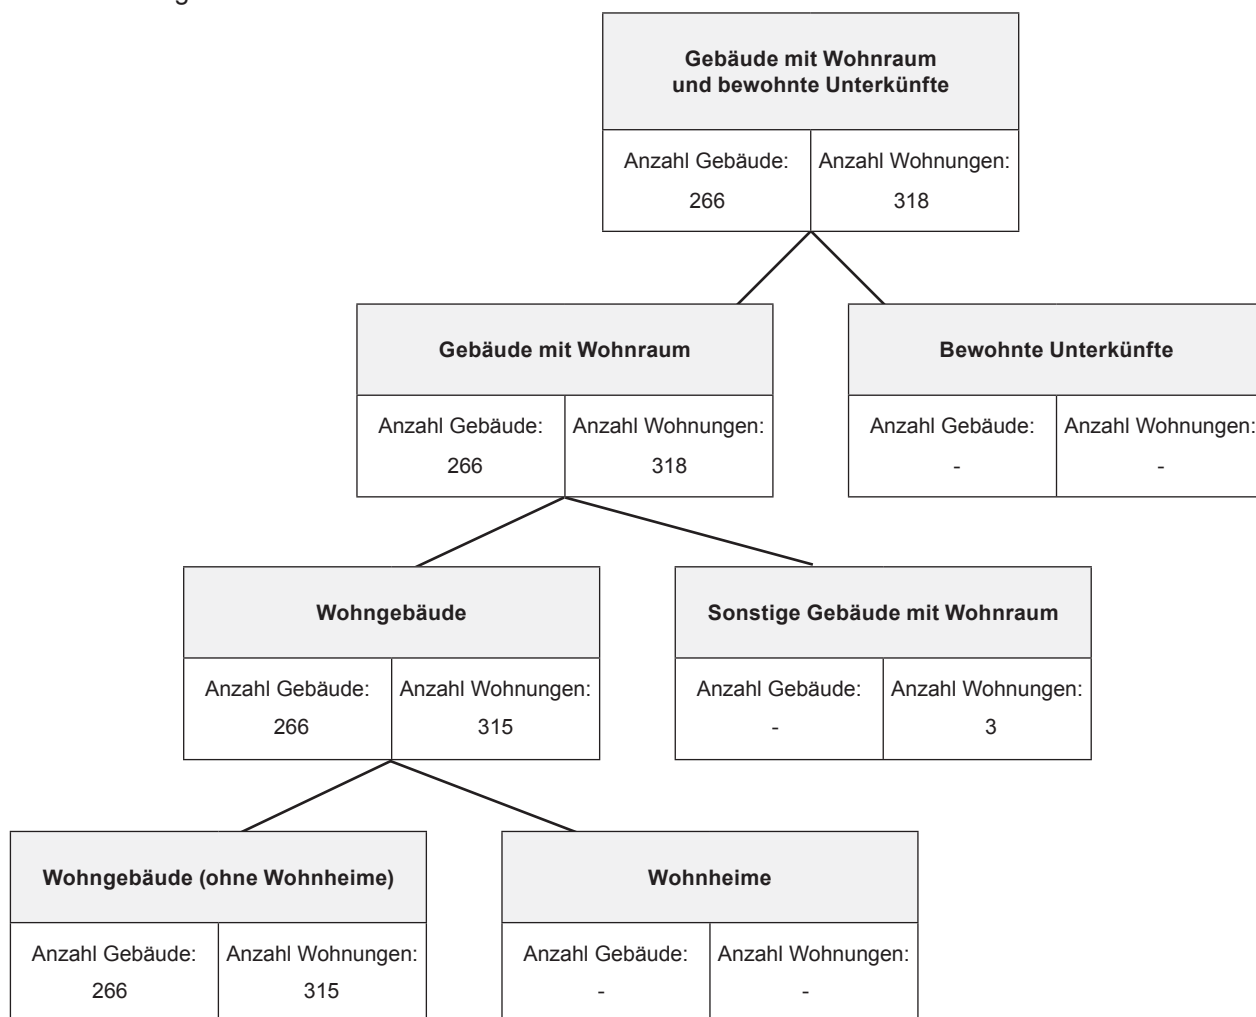 Gebäude mit Wohnraum
und bewohnte Unterkünfte
Anzahl Gebäude: Anzahl Wohnungen:
266 318
Gebäude mit Wohnraum
Anzahl Gebäude: Anzahl Wohnungen:
266 318
Bewohnte Unterkünfte
Anzahl Gebäude: Anzahl Wohnungen:
- -
Wohngebäude
Anzahl Gebäude: Anzahl Wohnungen:
266 315
Sonstige Gebäude mit Wohnraum
Anzahl Gebäude: Anzahl Wohnungen:
- 3
Wohngebäude (ohne Wohnheime)
Anzahl Gebäude: Anzahl Wohnungen:
266 315
Wohnheime
Anzahl Gebäude: Anzahl Wohnungen:
- -